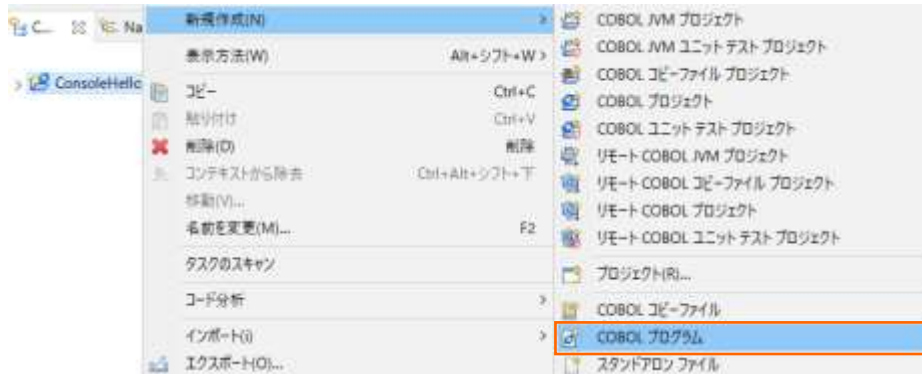 C... Na
ConsoleHello
新規作成(N)
表示方法(W) Alt+シフト+W
コピー Ctrl+C
貼り付け Ctrl+V
削除(D) 削除
コンテキストから除去 Ctrl+Alt+シフト+下
移動(V)...
名前を変更(M)... F2
タスクのスキャン
コード分析
インポート(i)
エクスポート(O)...
COBOL JVM プロジェクト
COBOL JVM ユニット テスト プロジェクト
COBOL コピーファイル プロジェクト
COBOL プロジェクト
COBOL ユニット テスト プロジェクト
リモート COBOL JVM プロジェクト
リモート COBOL コピーファイル プロジェクト
リモート COBOL プロジェクト
リモート COBOL ユニット テスト プロジェクト
プロジェクト(R)...
COBOL コピーファイル
COBOL プログラム
スタンドアロン ファイル